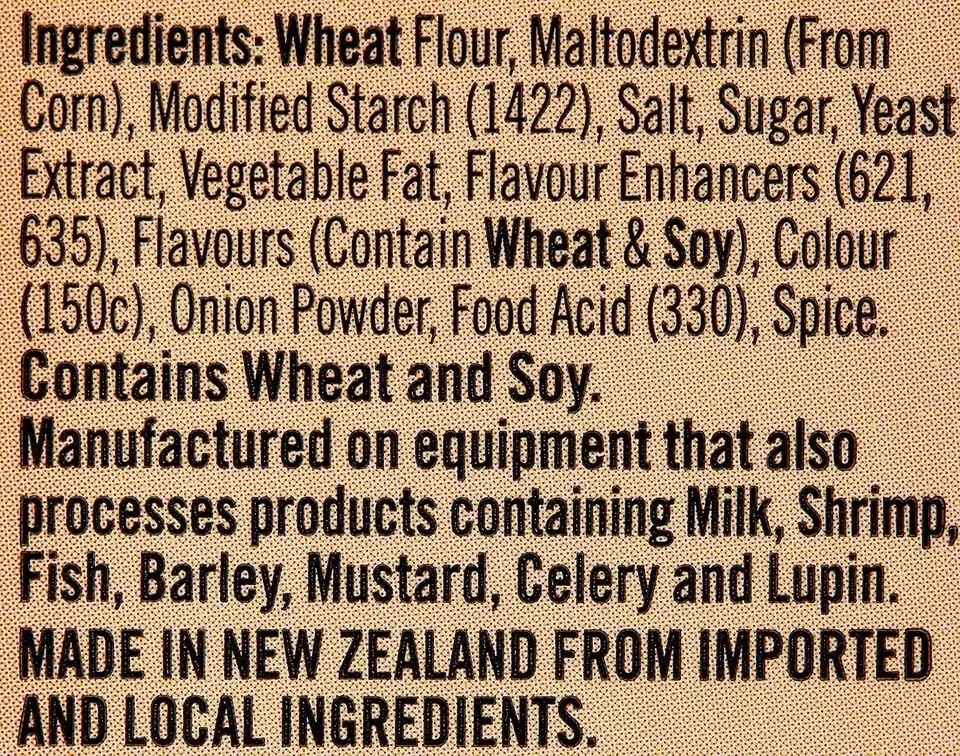 Ingredients: Wheat Flour, Maltodextrin (From
Corn), Modified Starch (1422), Salt, Sugar, Yeast
Extract, Vegetable Fat, Flavour Enhancers (621,
635), Flavours (Contain Wheat & Soy), Colour
(150c), Onion Powder, Food Acid (330), Spice.
Contains Wheat and Soy.
Manufactured on equipment that also
processes products containing Milk, Shrimp,
Fish, Barley, Mustard, Celery and Lupin.
MADE IN NEW ZEALAND FROM IMPORTED
AND LOCAL INGREDIENTS.